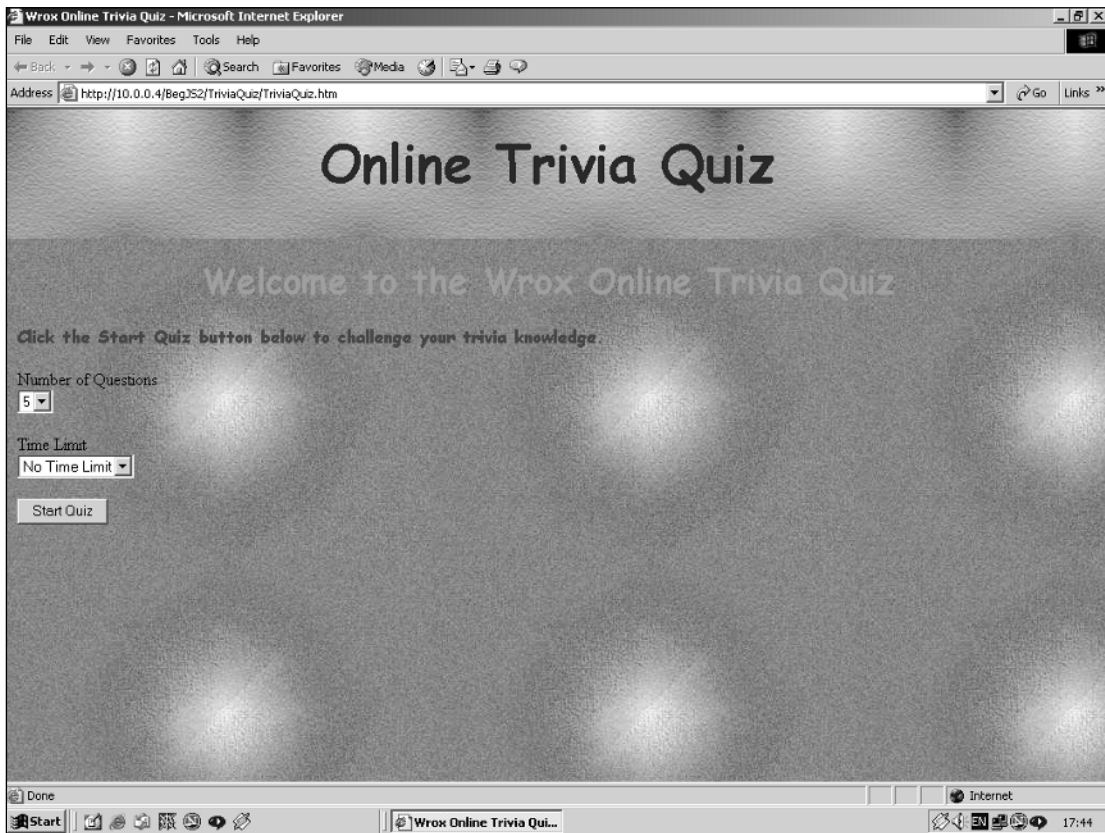 Wrox Online Trivia Quiz - Microsoft Internet Explorer
File Edit View Favorites Tools Help
Back Search Favorites Media
Address http://10.0.0.4/BegJS2/TriviaQuiz/TriviaQuiz.htm Go Links »
Online Trivia Quiz
Welcome to the Wrox Online Trivia Quiz
Click the Start Quiz button below to challenge your trivia knowledge.
Number of Questions
5
Time Limit
No Time Limit
Start Quiz
Done Internet
Start Wrox Online Trivia Qui... EN 17:44